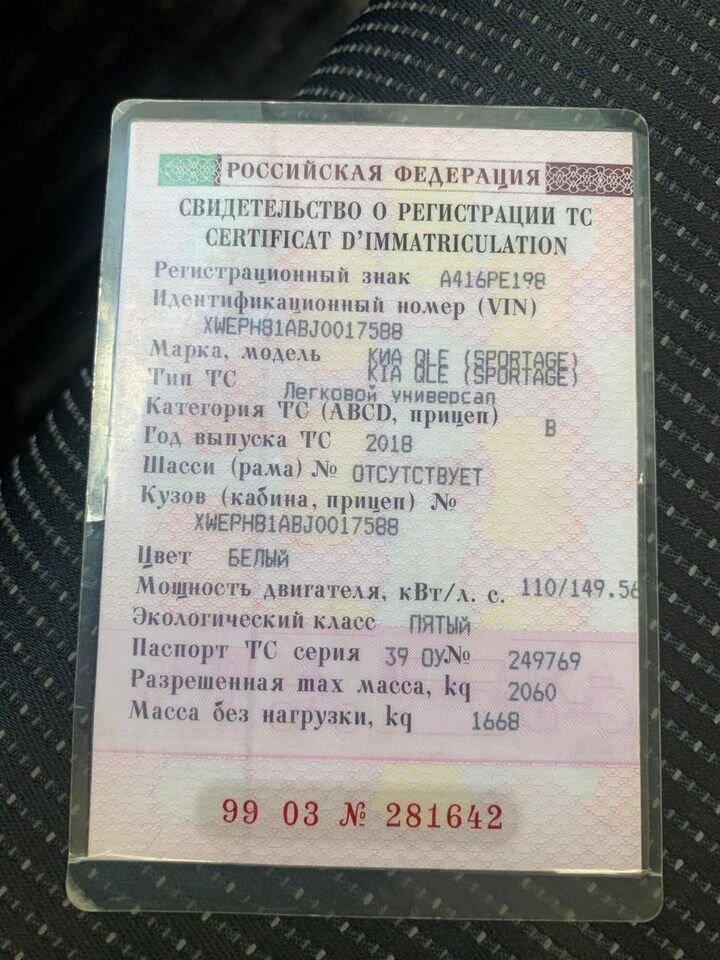 РОССИЙСКАЯ ФЕДЕРАЦИЯ
СВИДЕТЕЛЬСТВО О РЕГИСТРАЦИИ ТС
CERTIFICAT D'IMMATRICULATION
Регистрационный знак А416РЕ198
Идентификационный номер (VIN)
XWEPH81ABJ0017588
Марка, модель КИА QLE (SPORTAGE)
KIA QLE (SPORTAGE)
Тип ТС Легковой универсал
Категория ТС (ABCD, прицеп) B
Год выпуска ТС 2018
Шасси (рама) № ОТСУТСТВУЕТ
Кузов (кабина, прицеп) №
XWEPH81ABJ0017588
Цвет БЕЛЫЙ
Мощность двигателя, кВт/л. с. 110/149.56
Экологический класс ПЯТЫЙ
Паспорт ТС серия 39 ОУ№ 249769
Разрешенная max масса, kg 2060
Масса без нагрузки, kg 1668
99 03 № 281642